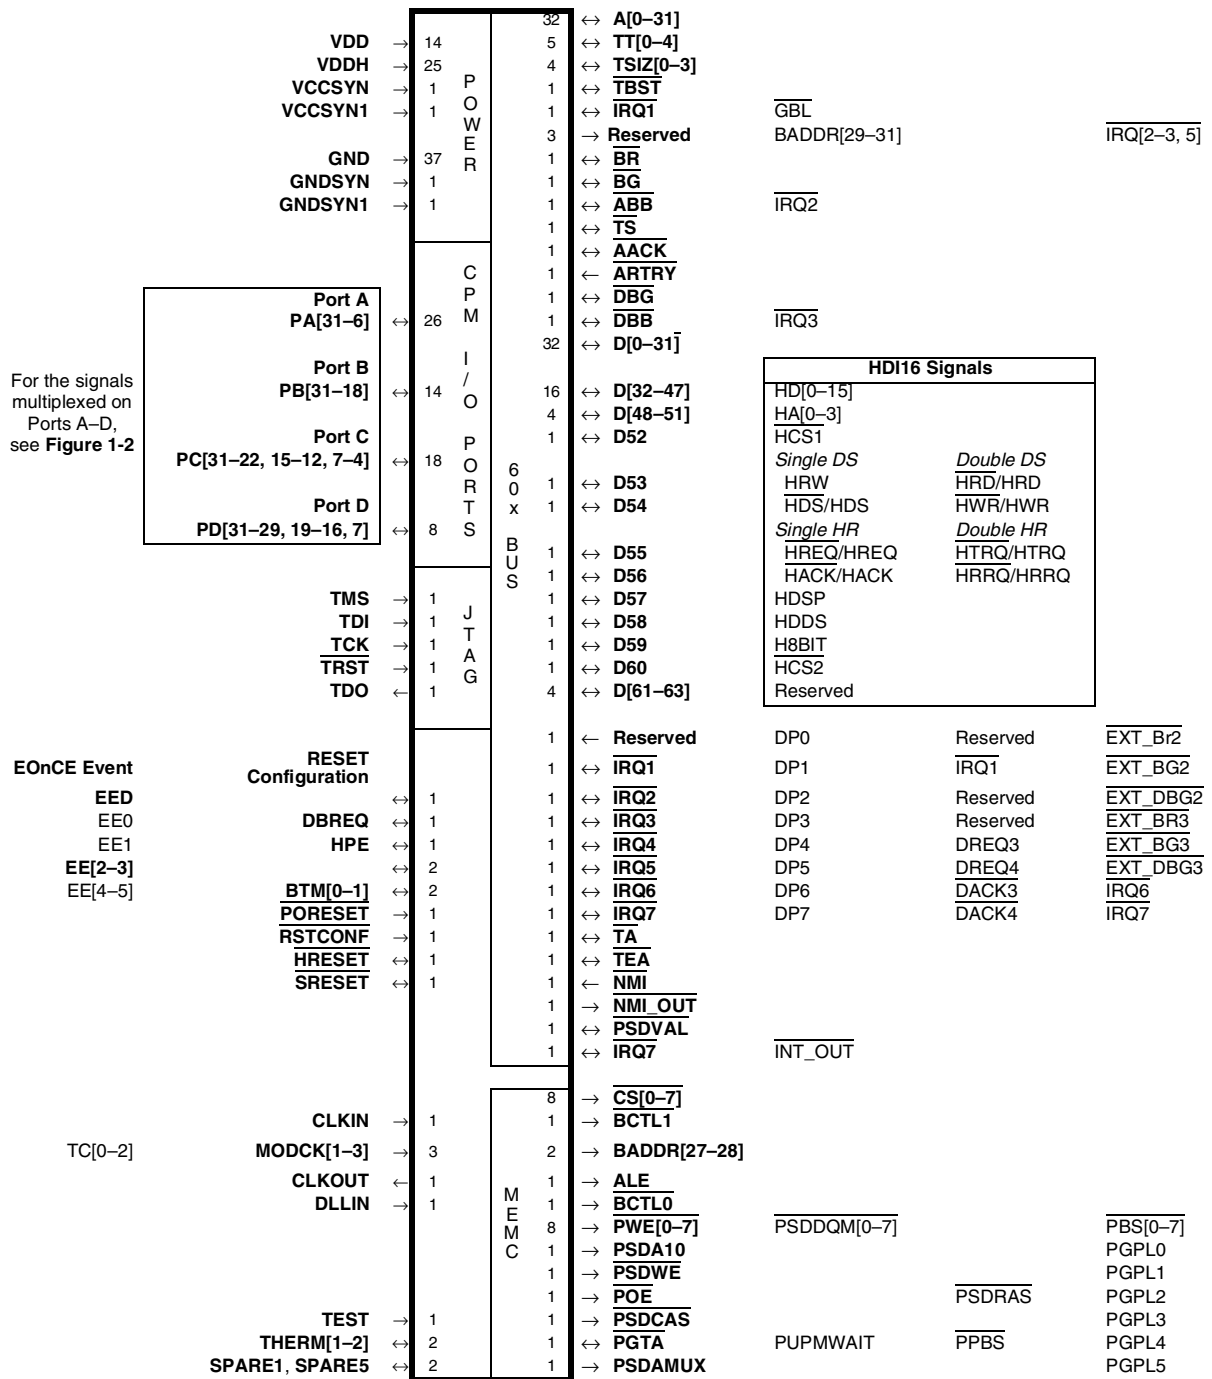 32 ↔ A[0–31]
VDD → 14 5 ↔ TT[0–4]
VDDH → 25 4 ↔ TSIZ[0–3]
VCCSYN → 1 1 ↔ TBST
VCCSYN1 → 1 1 ↔ IRQ1 GBL
POWER
3 → Reserved BADDR[29–31] IRQ[2–3, 5]
GND → 37 1 ↔ BR
GNDSYN → 1 1 ↔ BG
GNDSYN1 → 1 1 ↔ ABB IRQ2
1 ↔ TS
1 ↔ AACK
1 ← ARTRY
CPM I/O PORTS
Port A 1 ↔ DBG
PA[31–6] ↔ 26 1 ↔ DBB IRQ3
32 ↔ D[0–31]
Port B HDI16 Signals
For the signals
multiplexed on
Ports A–D,
see Figure 1-2
PB[31–18] ↔ 14 16 ↔ D[32–47] HD[0–15]
4 ↔ D[48–51] HA[0–3]
Port C 1 ↔ D52 HCS1
PC[31–22, 15–12, 7–4] ↔ 18 Single DS Double DS
60x BUS
1 ↔ D53 HRW HRD/HRD
Port D 1 ↔ D54 HDS/HDS HWR/HWR
PD[31–29, 19–16, 7] ↔ 8 Single HR Double HR
1 ↔ D55 HREQ/HREQ HTRQ/HTRQ
1 ↔ D56 HACK/HACK HRRQ/HRRQ
JTAG
TMS → 1 1 ↔ D57 HDSP
TDI → 1 1 ↔ D58 HDDS
TCK → 1 1 ↔ D59 H8BIT
TRST → 1 1 ↔ D60 HCS2
TDO ← 1 4 ↔ D[61–63] Reserved
1 ← Reserved DP0 Reserved EXT_Br2
EOnCE Event RESET
Configuration
1 ↔ IRQ1 DP1 IRQ1 EXT_BG2
EED ↔ 1 1 ↔ IRQ2 DP2 Reserved EXT_DBG2
EE0 DBREQ ↔ 1 1 ↔ IRQ3 DP3 Reserved EXT_BR3
EE1 HPE ↔ 1 1 ↔ IRQ4 DP4 DREQ3 EXT_BG3
EE[2–3] ↔ 2 1 ↔ IRQ5 DP5 DREQ4 EXT_DBG3
EE[4–5] BTM[0–1] ↔ 2 1 ↔ IRQ6 DP6 DACK3 IRQ6
PORESET → 1 1 ↔ IRQ7 DP7 DACK4 IRQ7
RSTCONF → 1 1 ↔ TA
HRESET ↔ 1 1 ↔ TEA
SRESET ↔ 1 1 ← NMI
1 → NMI_OUT
1 ↔ PSDVAL
1 ↔ IRQ7 INT_OUT
8 → CS[0–7]
CLKIN → 1 1 → BCTL1
TC[0–2] MODCK[1–3] → 3 2 → BADDR[27–28]
CLKOUT ← 1 1 → ALE
DLLIN → 1 1 → BCTL0
MEMC
8 → PWE[0–7] PSDDQM[0–7] PBS[0–7]
1 → PSDA10 PGPL0
1 → PSDWE PGPL1
1 → POE PSDRAS PGPL2
TEST → 1 1 → PSDCAS PGPL3
THERM[1–2] ↔ 2 1 ↔ PGTA PUPMWAIT PPBS PGPL4
SPARE1, SPARE5 ↔ 2 1 → PSDAMUX PGPL5